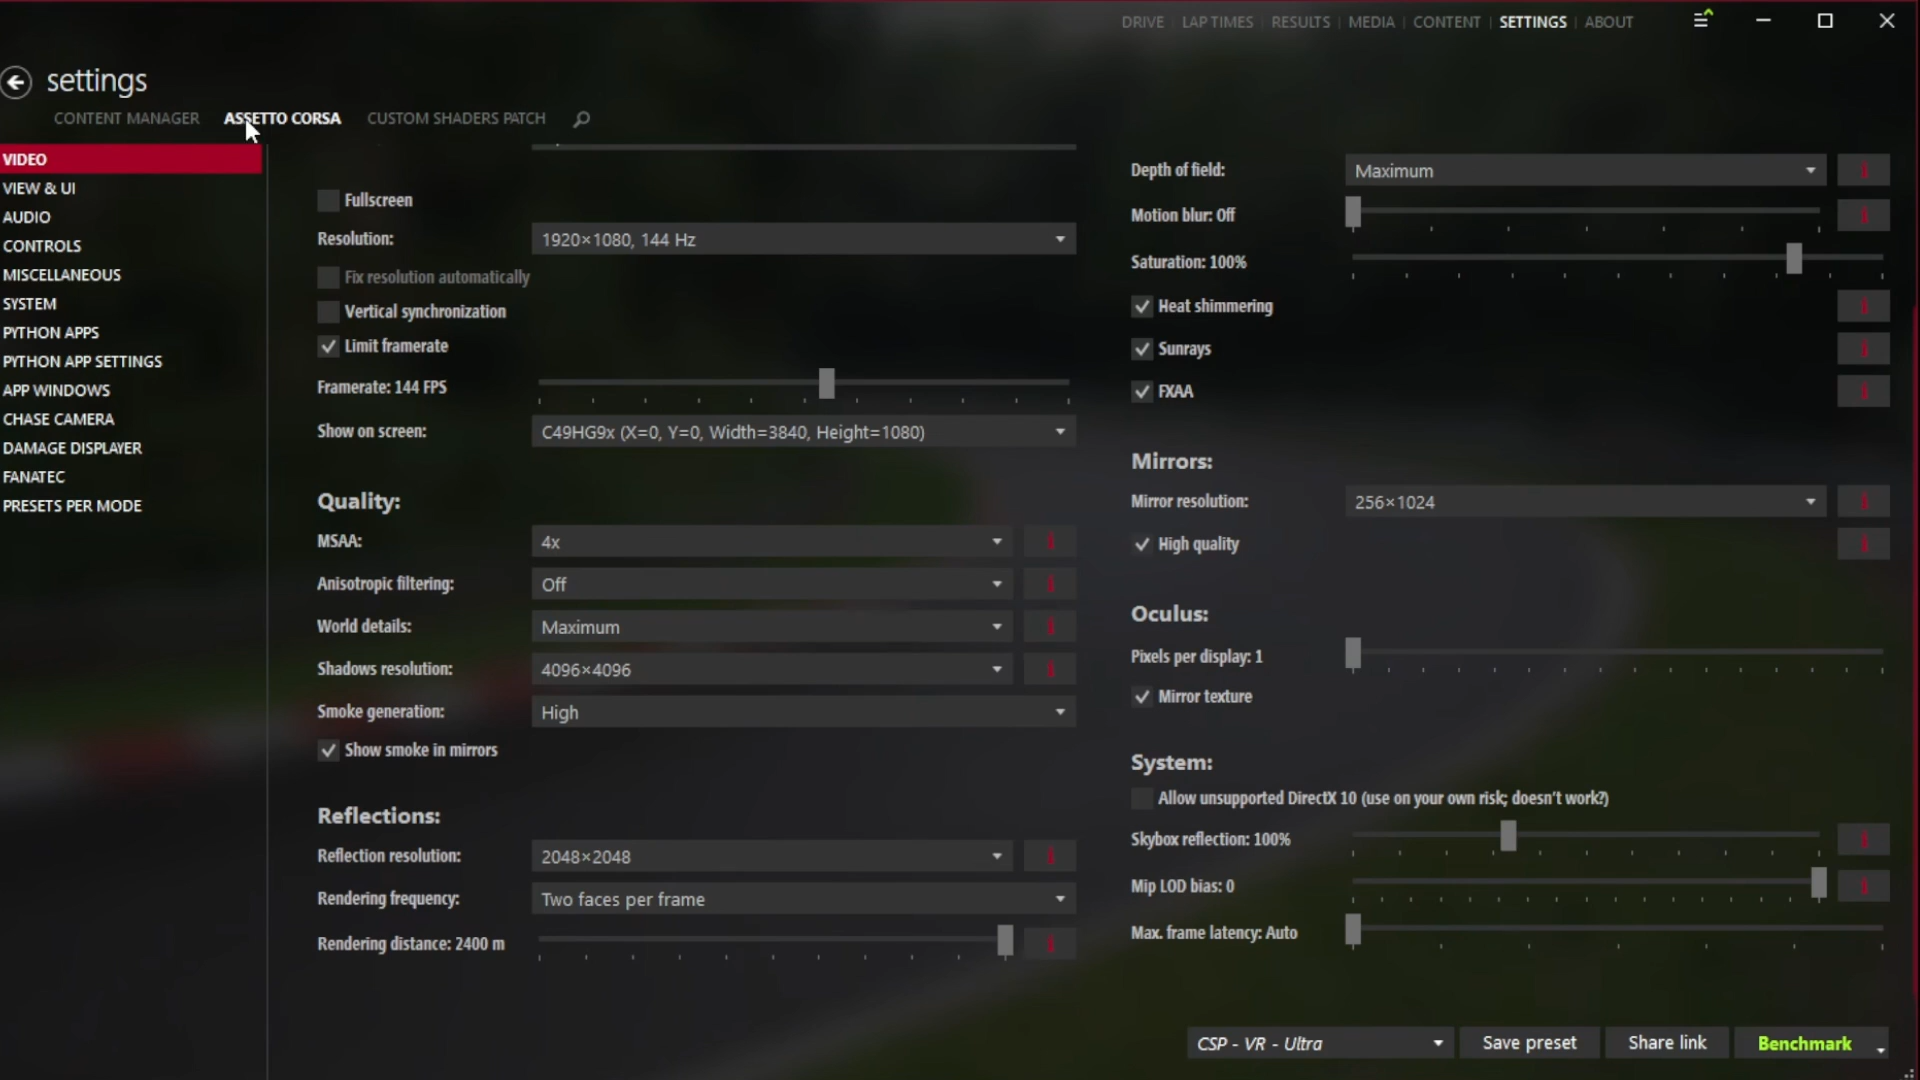 DRIVE | LAP TIMES | RESULTS | MEDIA | CONTENT | SETTINGS | ABOUT
settings
CONTENT MANAGER ASSETTO CORSA CUSTOM SHADERS PATCH
VIDEO
VIEW & UI
AUDIO
CONTROLS
MISCELLANEOUS
SYSTEM
PYTHON APPS
PYTHON APP SETTINGS
APP WINDOWS
CHASE CAMERA
DAMAGE DISPLAYER
FANATEC
PRESETS PER MODE
Fullscreen
Resolution: 1920×1080, 144 Hz
Fix resolution automatically
Vertical synchronization
Limit framerate
Framerate: 144 FPS
Show on screen: C49HG9x (X=0, Y=0, Width=3840, Height=1080)
Quality:
MSAA: 4x
Anisotropic filtering: Off
World details: Maximum
Shadows resolution: 4096×4096
Smoke generation: High
Show smoke in mirrors
Reflections:
Reflection resolution: 2048×2048
Rendering frequency: Two faces per frame
Rendering distance: 2400 m
Depth of field: Maximum
Motion blur: Off
Saturation: 100%
Heat shimmering
Sunrays
FXAA
Mirrors:
Mirror resolution: 256×1024
High quality
Oculus:
Pixels per display: 1
Mirror texture
System:
Allow unsupported DirectX 10 (use on your own risk; doesn't work?)
Skybox reflection: 100%
Mip LOD bias: 0
Max. frame latency: Auto
CSP - VR - Ultra Save preset Share link Benchmark